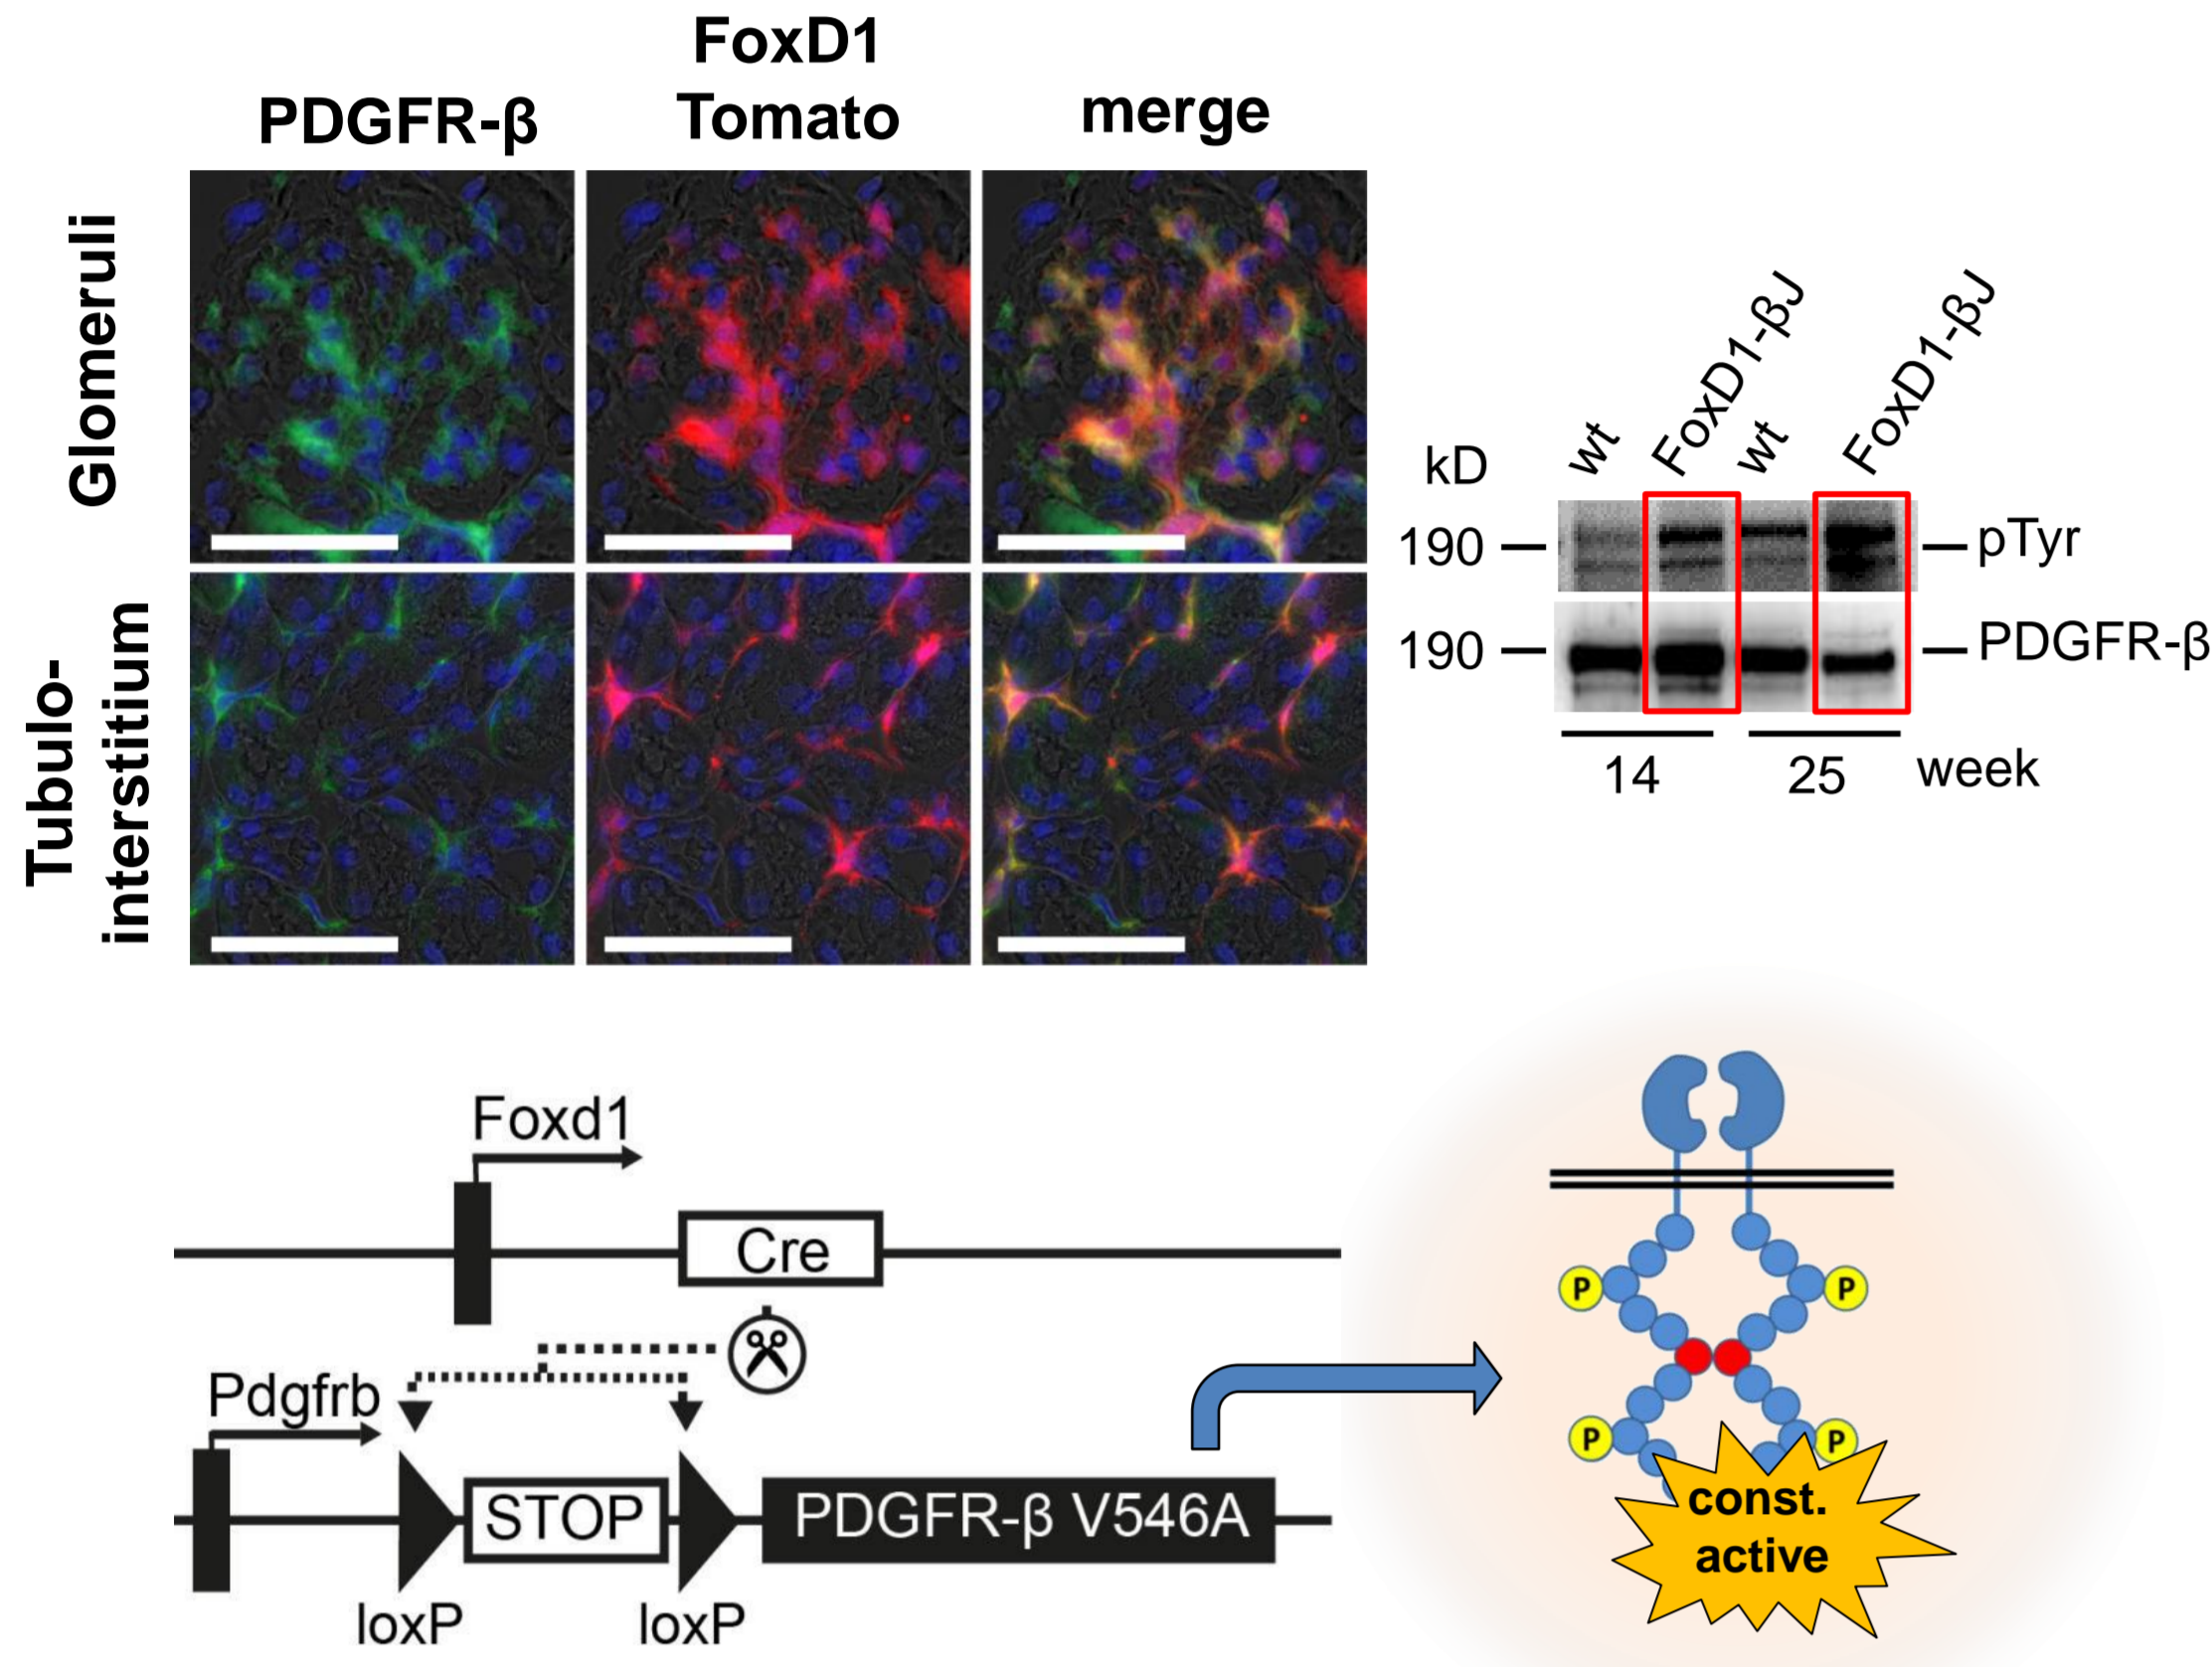 PDGFR-β
FoxD1
Tomato
merge
Glomeruli
Tubulo-
interstitium
kD
wt
FoxD1-βJ
wt
FoxD1-βJ
190
pTyr
190
PDGFR-β
14
25
week
Foxd1
Cre
Pdgfrb
STOP
PDGFR-β V546A
loxP
loxP
P
P
P
P
const.
active